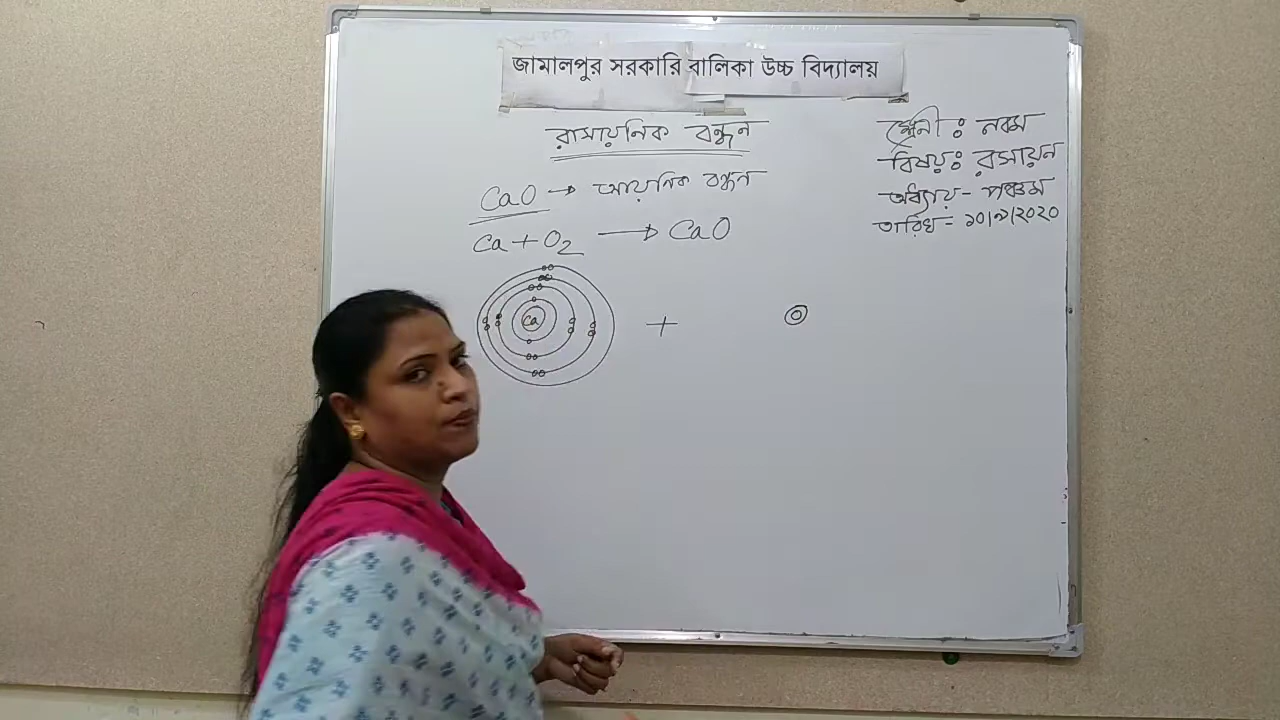 জামালপুর সরকারি বালিকা উচ্চ বিদ্যালয়
রাসায়নিক বন্ধন
CaO → আয়নিক বন্ধন
Ca + O₂ → CaO
Ca + O
শ্রেনী : নবম
বিষয় : রসায়ন
অধ্যায় - পঞ্চম
তারিখ = ১০/৯/২০২০